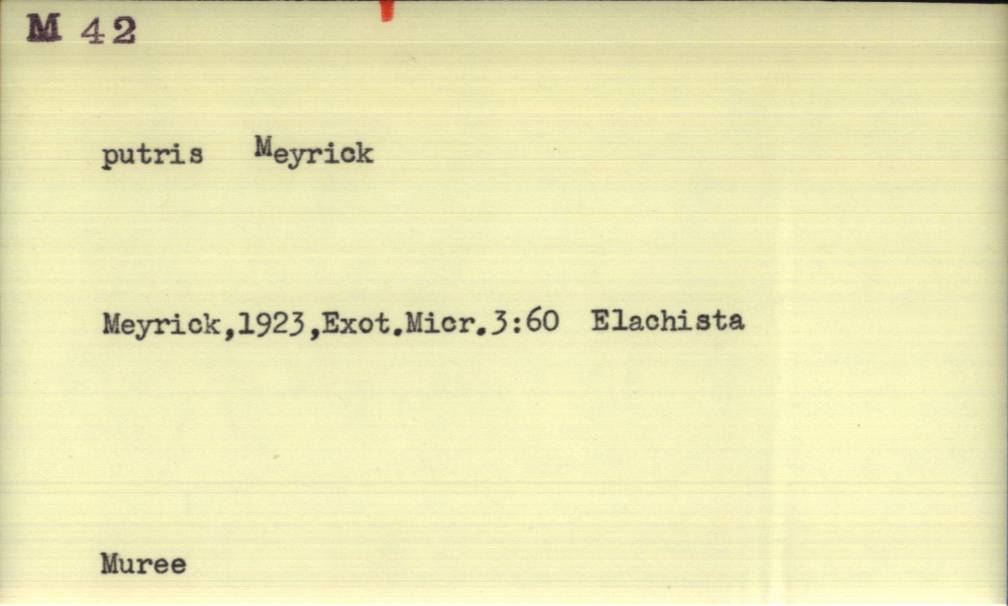 M 42
putris Meyrick
Meyrick,1923,Exot.Micr.3:60 Elachista
Muree